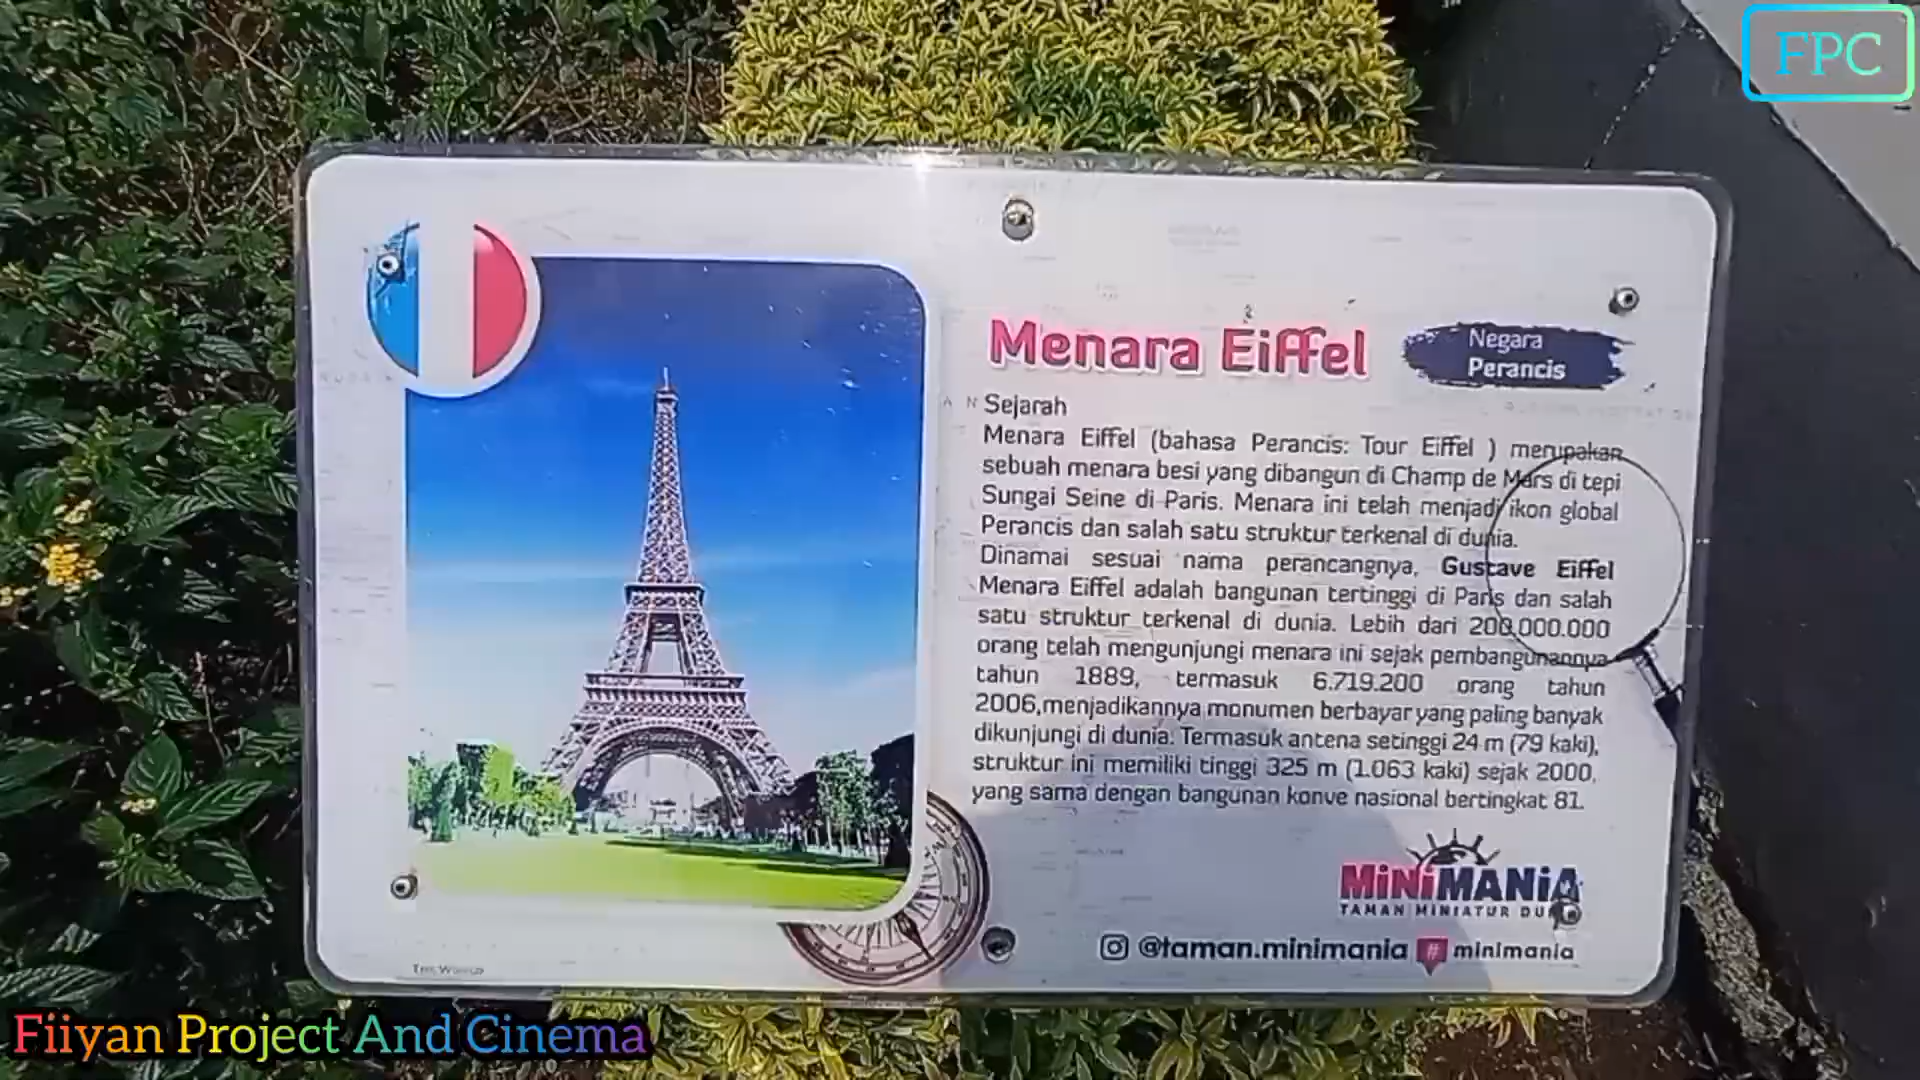 FPC
Menara Eiffel
Negara
Perancis
Sejarah
Menara Eiffel (bahasa Perancis: Tour Eiffel ) merupakan
sebuah menara besi yang dibangun di Champ de Mars di tepi
Sungai Seine di Paris. Menara ini telah menjadi ikon global
Perancis dan salah satu struktur terkenal di dunia.
Dinamai sesuai nama perancangnya, Gustave Eiffel
Menara Eiffel adalah bangunan tertinggi di Paris dan salah
satu struktur terkenal di dunia. Lebih dari 200.000.000
orang telah mengunjungi menara ini sejak pembangunannya
tahun 1889, termasuk 6.719.200 orang tahun
2006,menjadikannya monumen berbayar yang paling banyak
dikunjungi di dunia. Termasuk antena setinggi 24 m (79 kaki),
struktur ini memiliki tinggi 325 m (1.063 kaki) sejak 2000,
yang sama dengan bangunan konve nasional bertingkat 81.
MiNiMANiA
TAMAN MINIATUR
@taman.minimania # minimania
Fiiyan Project And Cinema